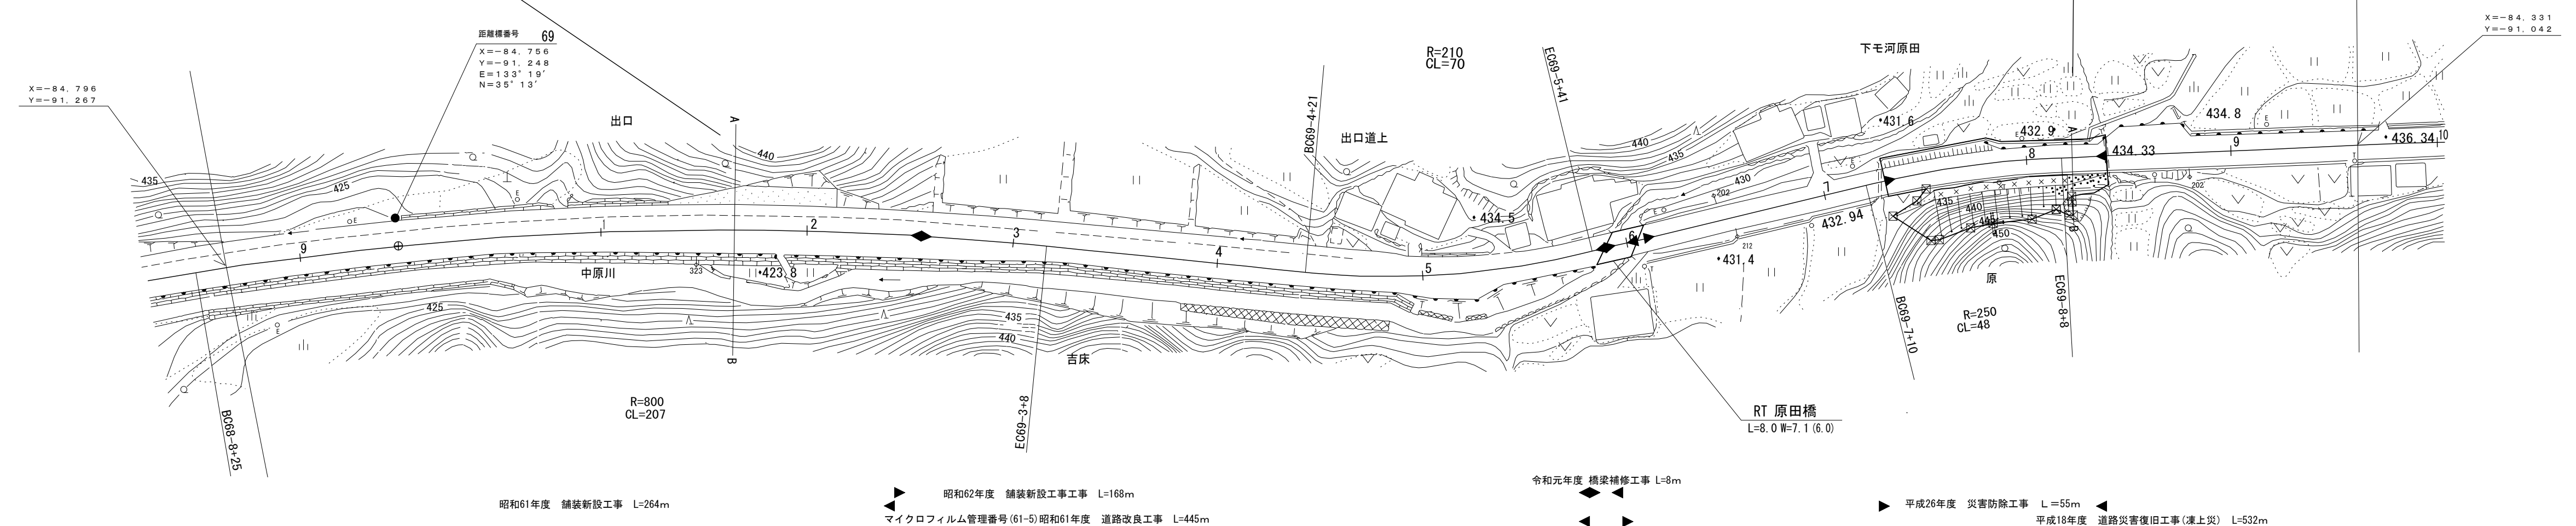 X=-84, 796
Y=-91, 267
距離標番号 69
X=-84, 756
Y=-91, 248
E=133°19′
N=35°13′
出口
A
440
435
425
E
E
9
1
2
3
4
5
6
7
8
9
10
中原川
323
423.8
425
B
吉床
435
440
BC68-8+25
R=800
CL=207
EC69-3+8
BC69-4+21
出口道上
R=210
CL=70
EC69-5+41
434.5
440
435
430
202
E
431.6
下モ河原田
E
432.9
E
A
434.33
434.8
E
436.34
X=-84, 331
Y=-91, 042
432.94
212
431.4
T
T
435
440
445
450
B
202
原
BC69-7+10
R=250
CL=48
EC69-8+8
RT 原田橋
L=8.0 W=7.1(6.0)
昭和61年度 舗装新設工事 L=264m
昭和62年度 舗装新設工事工事 L=168m
マイクロフィルム管理番号(61-5)昭和61年度 道路改良工事 L=445m
令和元年度 橋梁補修工事 L=8m
平成26年度 災害防除工事 L=55m
平成18年度 道路災害復旧工事(凍上災) L=532m